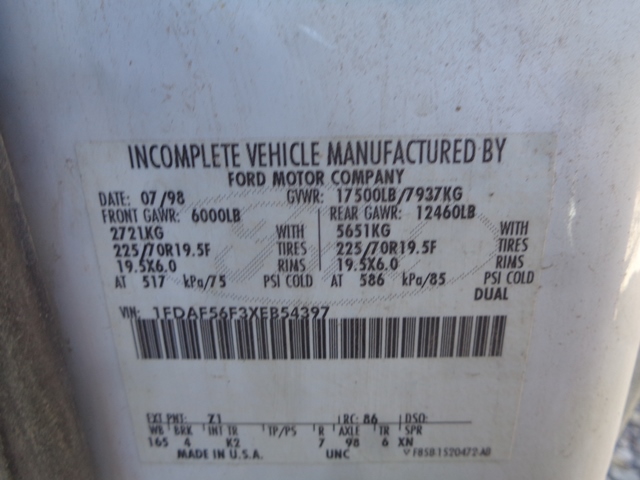 INCOMPLETE VEHICLE MANUFACTURED BY
FORD MOTOR COMPANY
DATE: 07/98 GVWR: 17500LB/7937KG
FRONT GAWR: 6000LB REAR GAWR: 12460LB
2721KG WITH 5651KG WITH
225/70R19.5F TIRES 225/70R19.5F TIRES
19.5X6.0 RIMS 19.5X6.0 RIMS
AT 517 kPa/75 PSI COLD AT 586 kPa/85 PSI COLD
DUAL
VIN: 1FDAF56F3XEB54397
EXT PNT: Z1 RC: 86 DSO:
WB BRK INT TR TP/PS R AXLE TR SPR
165 4 K2 7 98 6 XN
MADE IN U.S.A. UNC F85B1520472-AB